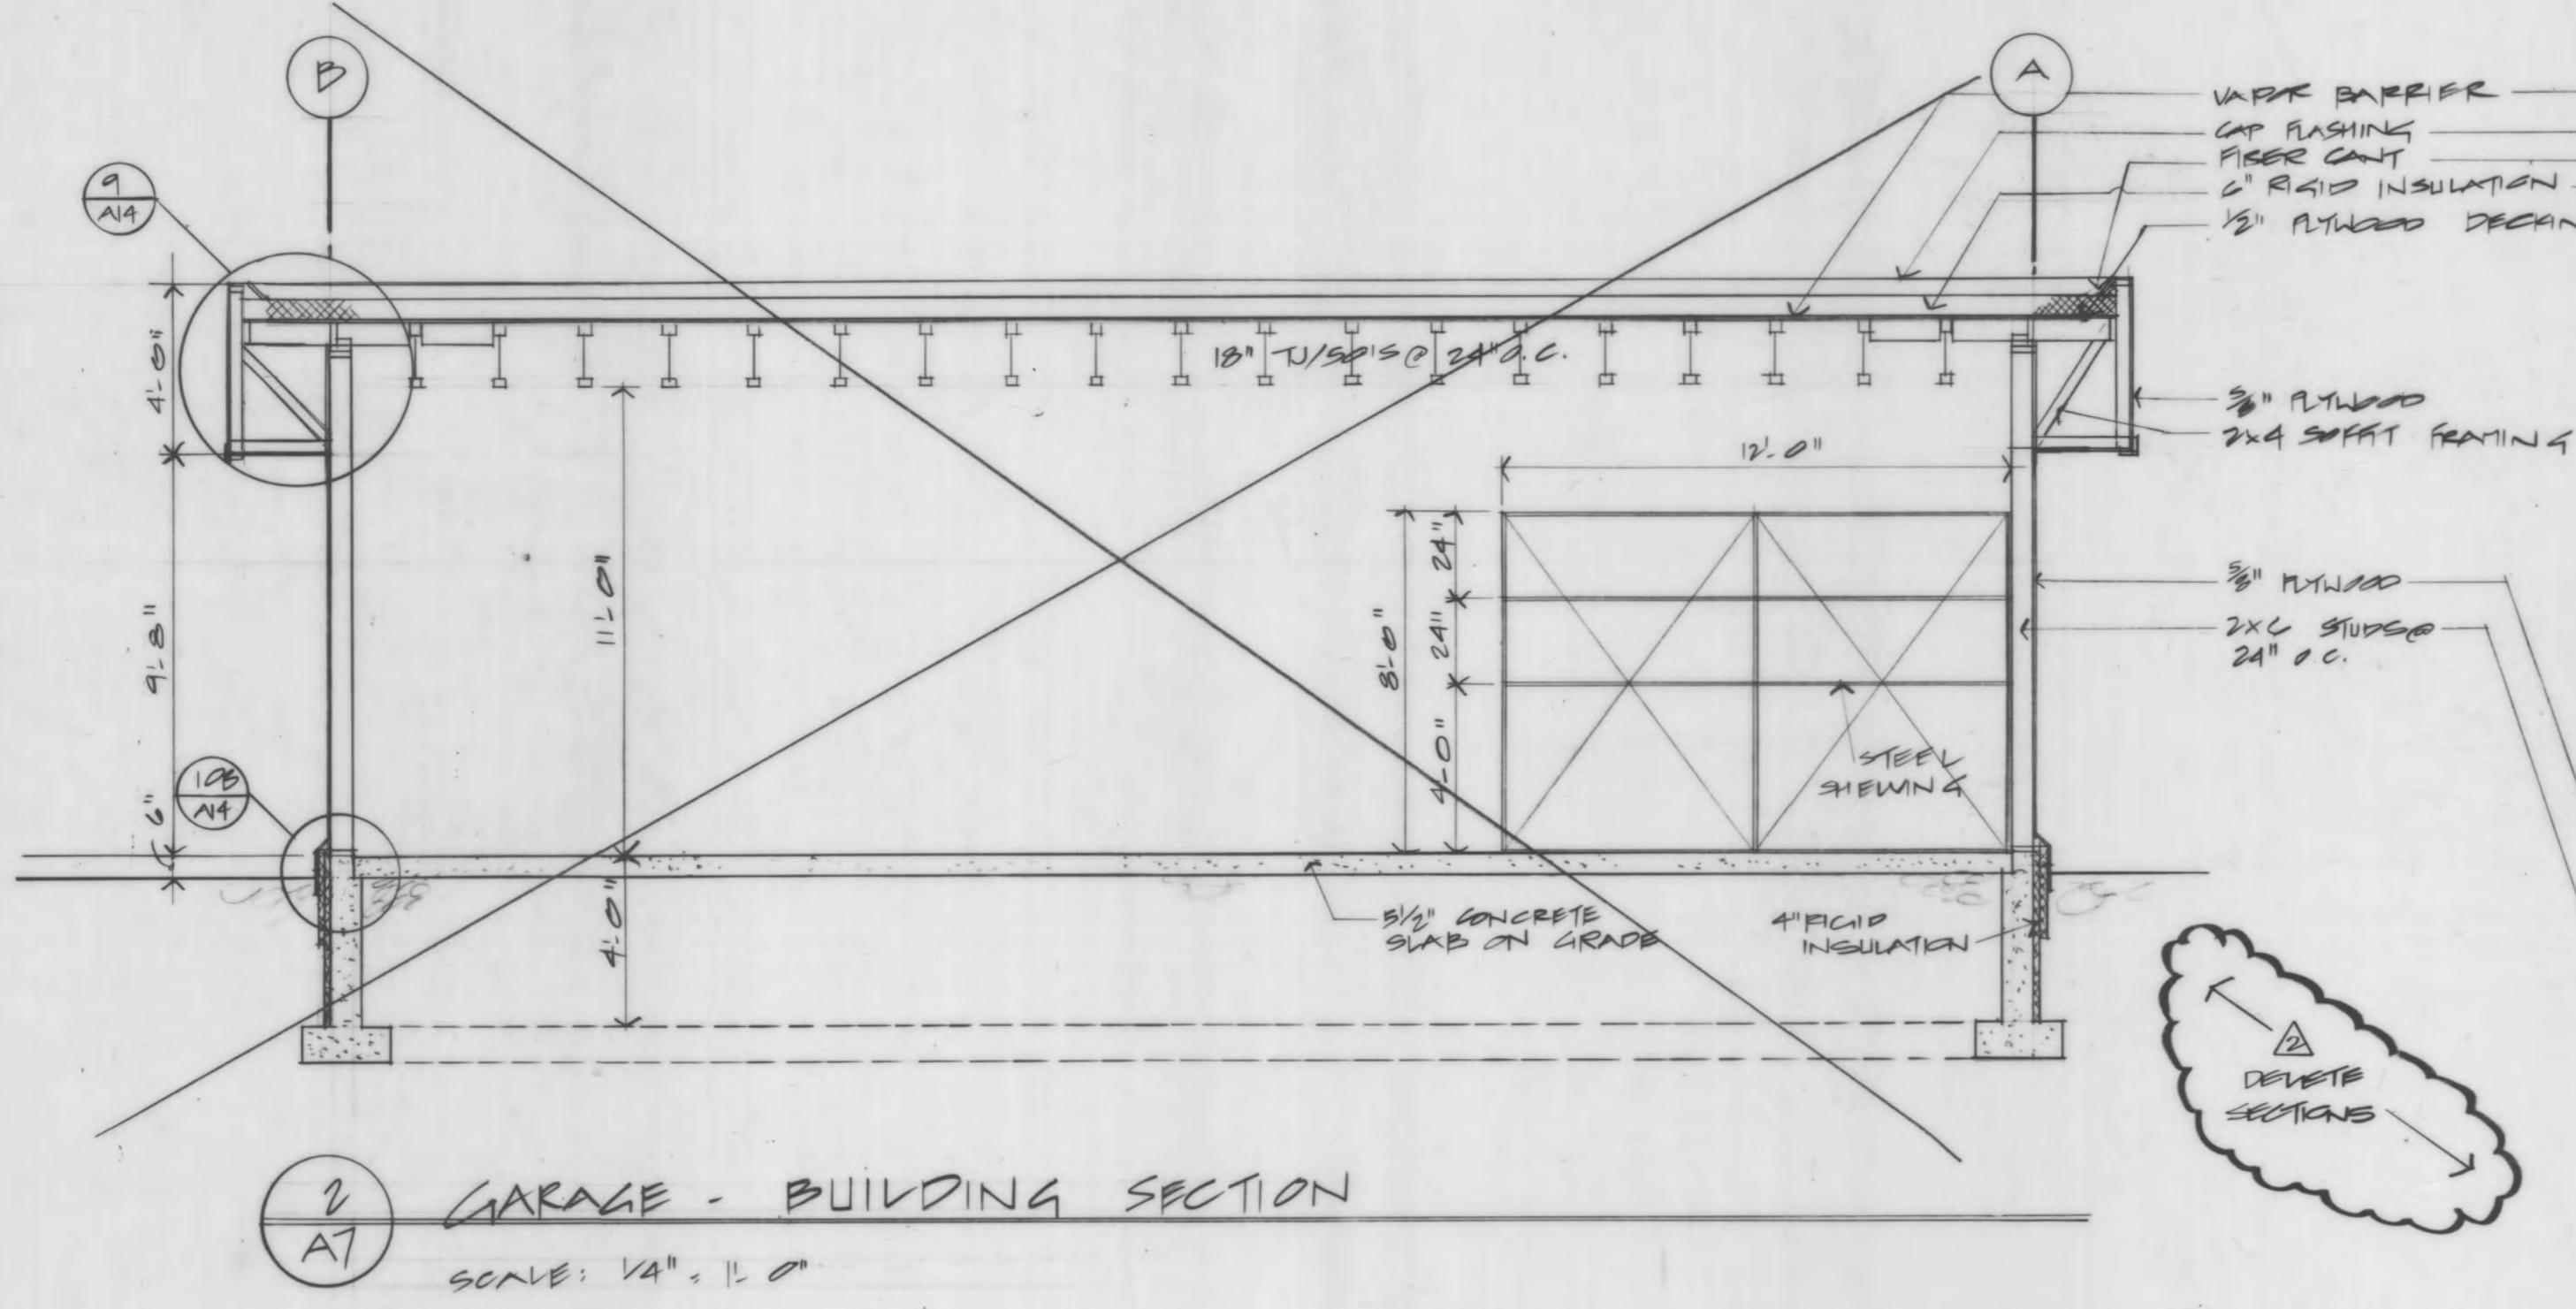 B
A
VAPOR BARRIER
CAP FLASHING
FIBER CANT
6" RIGID INSULATION
1/2" PLYWOOD DECKIN
9
A14
4'-0"
18" TJ/50'S @ 24" O.C.
5/8" PLYWOOD
2x4 SOFFIT FRAMING
12'-0"
9'-8"
11'-0"
8'-0"
24"
24"
4'-0"
5/8" PLYWOOD
2x6 STUDS @
24" O.C.
STEEL
SHELVING
10B
A14
6"
4'-0"
5 1/2" CONCRETE
SLAB ON GRADE
4" RIGID
INSULATION
2
DELETE
SECTIONS
2
A7
GARAGE - BUILDING SECTION
SCALE: 1/4" = 1'-0"